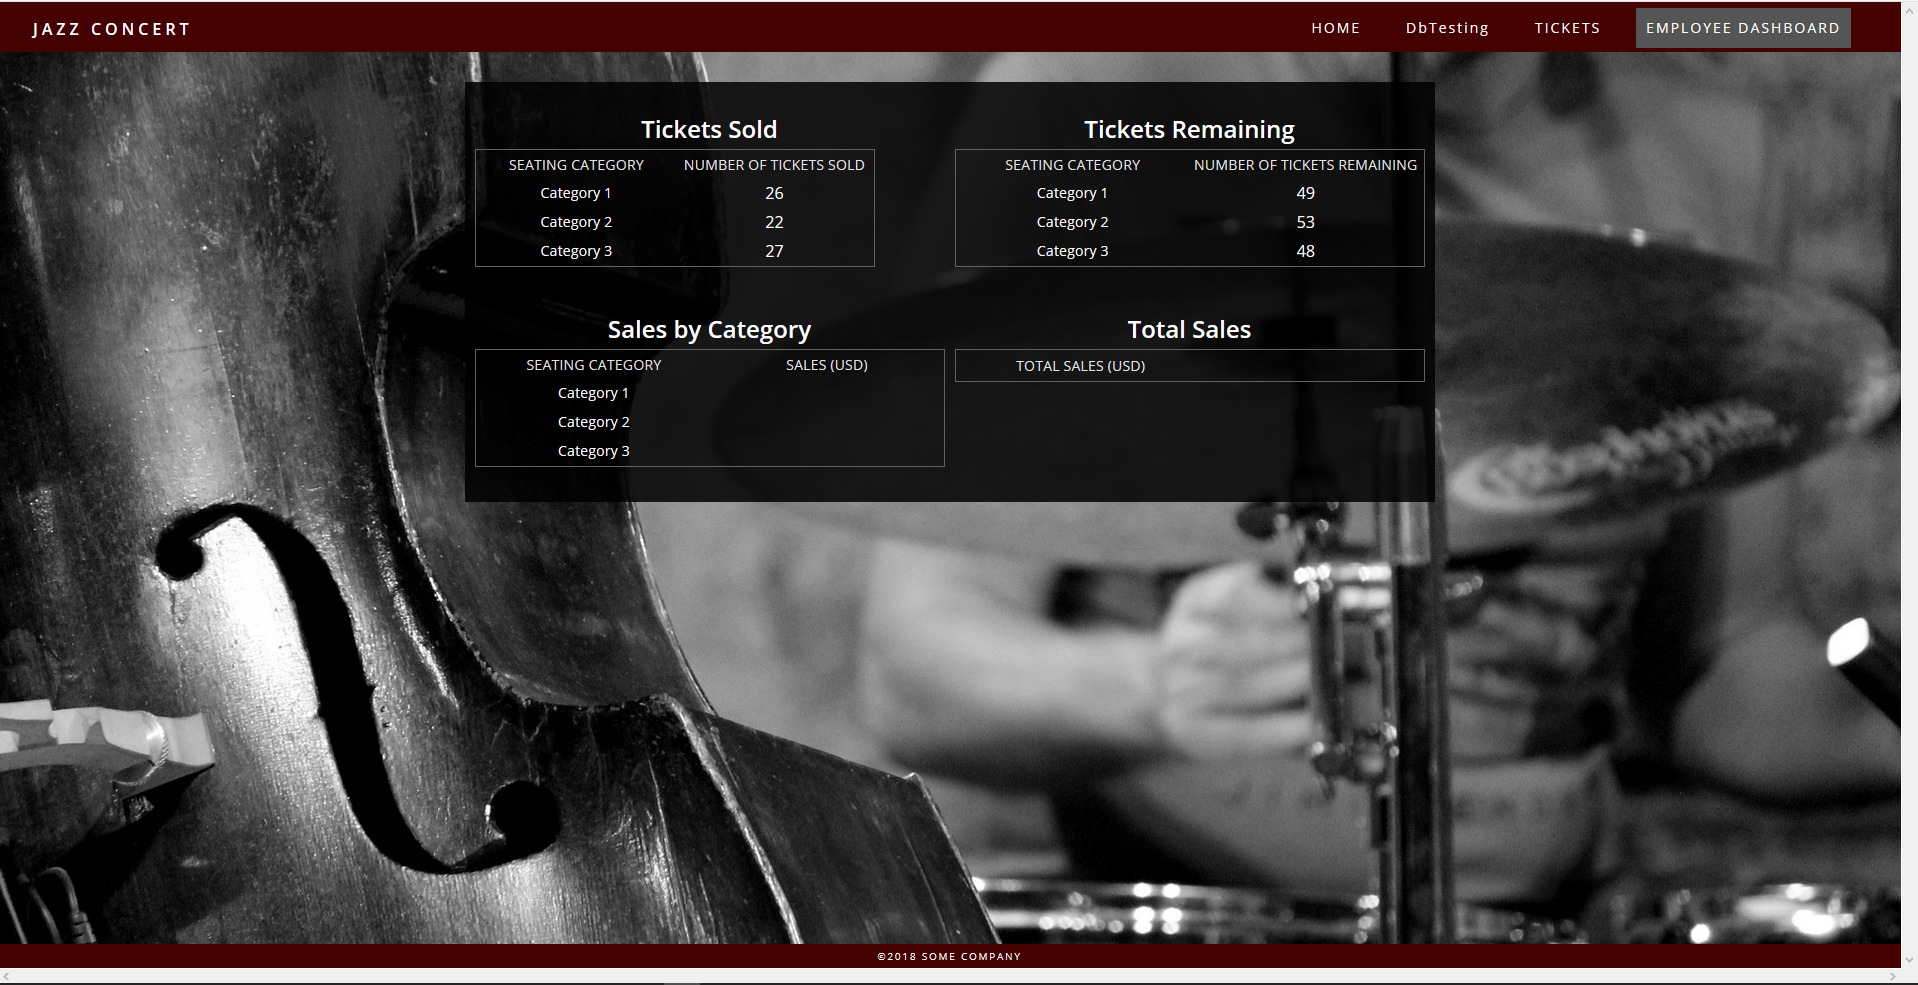 JAZZ CONCERT HOME DbTesting TICKETS EMPLOYEE DASHBOARD
Tickets Sold
SEATING CATEGORY NUMBER OF TICKETS SOLD
Category 1 26
Category 2 22
Category 3 27
Tickets Remaining
SEATING CATEGORY NUMBER OF TICKETS REMAINING
Category 1 49
Category 2 53
Category 3 48
Sales by Category
SEATING CATEGORY SALES (USD)
Category 1
Category 2
Category 3
Total Sales
TOTAL SALES (USD)
©2018 SOME COMPANY